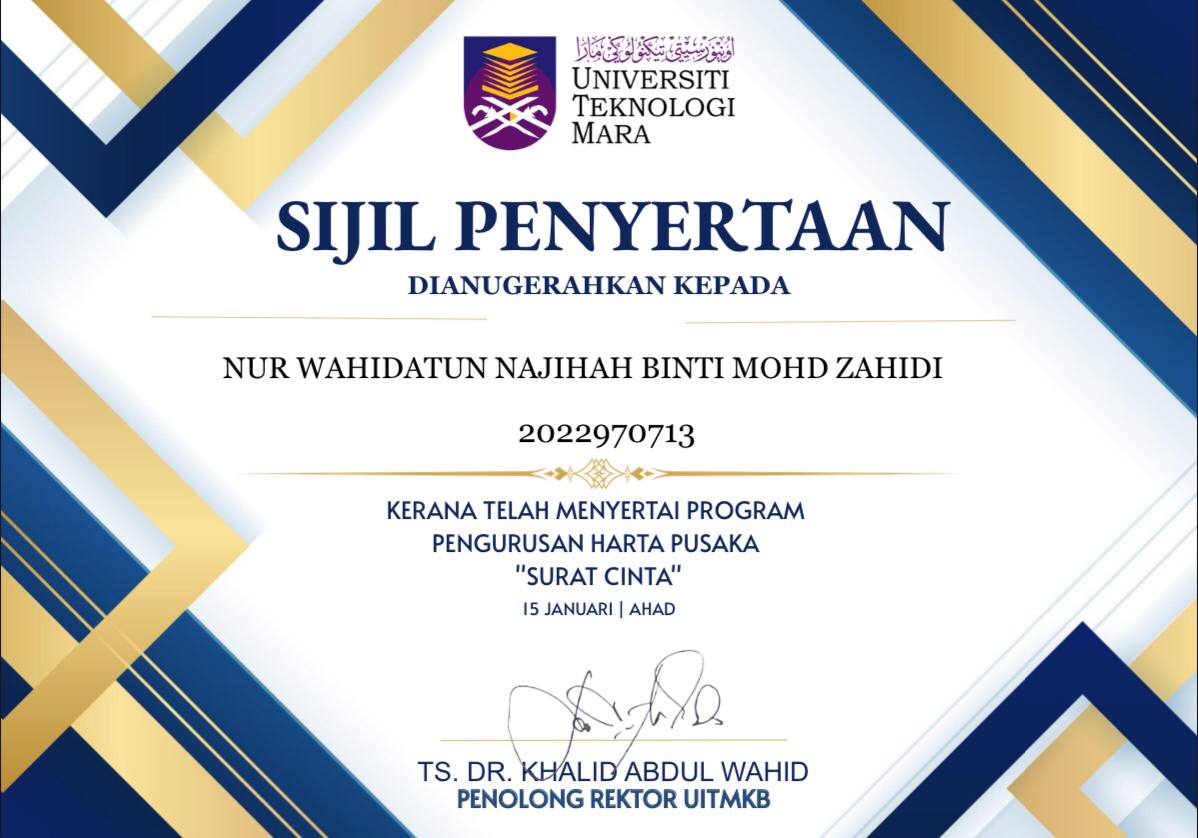 اونيۏرسيتي تيكنولوڬي مارا
UNIVERSITI
TEKNOLOGI
MARA
SIJIL PENYERTAAN
DIANUGERAHKAN KEPADA
NUR WAHIDATUN NAJIHAH BINTI MOHD ZAHIDI
2022970713
KERANA TELAH MENYERTAI PROGRAM
PENGURUSAN HARTA PUSAKA
"SURAT CINTA"
15 JANUARI | AHAD
TS. DR. KHALID ABDUL WAHID
PENOLONG REKTOR UITMKB